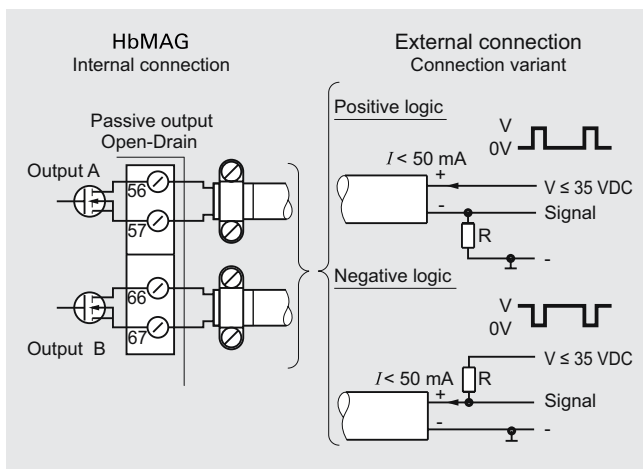 HbMAG
Internal connection
Passive output
Open-Drain
Output A
56
57
66
67
Output B
External connection
Connection variant
Positive logic
V
0V
I < 50 mA
+
V ≤ 35 VDC
-
Signal
R
-
Negative logic
V
0V
V ≤ 35 VDC
I < 50 mA
R
+
Signal
-
-